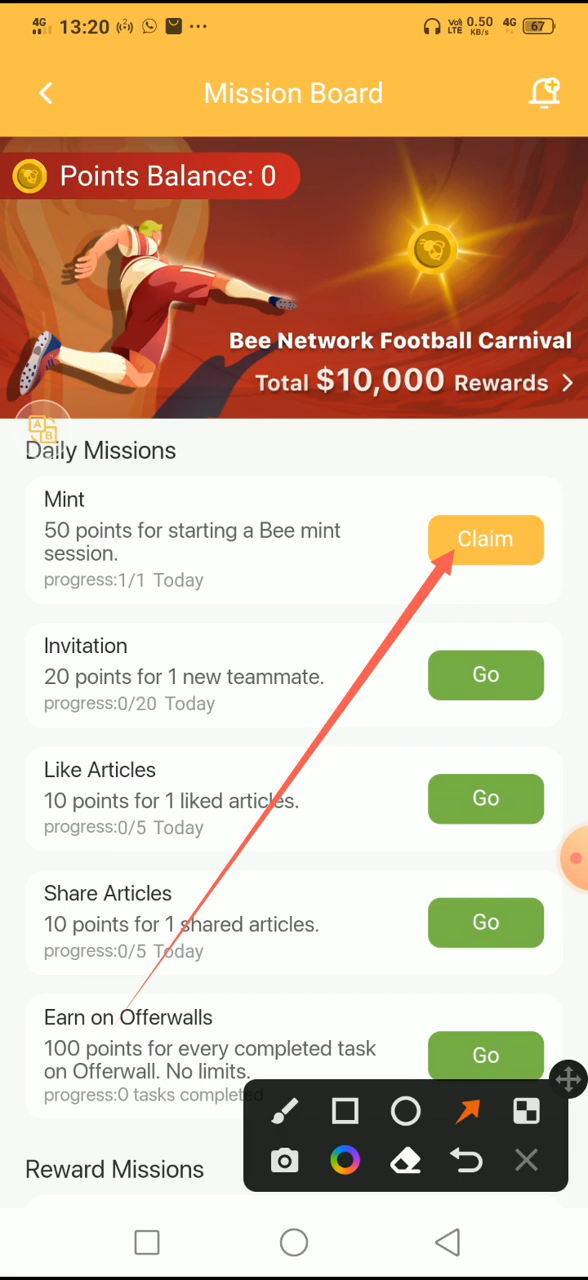 4G 13:20 Volt LTE 0.50 KB/s 4G 67
Mission Board
Points Balance: 0
Bee Network Football Carnival
Total $10,000 Rewards
A B
Daily Missions
Mint
50 points for starting a Bee mint
session.
progress:1/1 Today
Claim
Invitation
20 points for 1 new teammate.
progress:0/20 Today
Go
Like Articles
10 points for 1 liked articles.
progress:0/5 Today
Go
Share Articles
10 points for 1 shared articles.
progress:0/5 Today
Go
Earn on Offerwalls
100 points for every completed task
on Offerwall. No limits.
progress:0 tasks completed
Go
Reward Missions